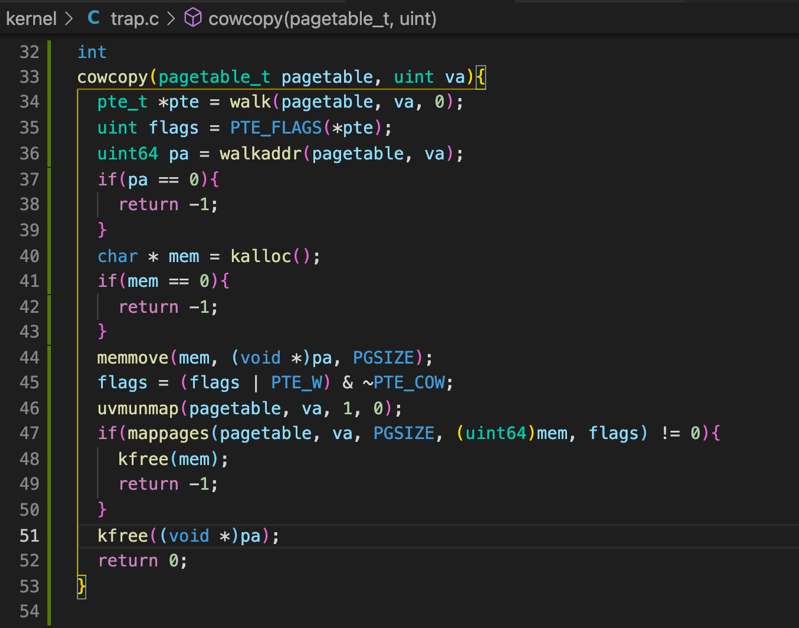 kernel > C trap.c > cowcopy(pagetable_t, uint)
32 int
33 cowcopy(pagetable_t pagetable, uint va){
34   pte_t *pte = walk(pagetable, va, 0);
35   uint flags = PTE_FLAGS(*pte);
36   uint64 pa = walkaddr(pagetable, va);
37   if(pa == 0){
38     return -1;
39   }
40   char * mem = kalloc();
41   if(mem == 0){
42     return -1;
43   }
44   memmove(mem, (void *)pa, PGSIZE);
45   flags = (flags | PTE_W) & ~PTE_COW;
46   uvmunmap(pagetable, va, 1, 0);
47   if(mappages(pagetable, va, PGSIZE, (uint64)mem, flags) != 0){
48     kfree(mem);
49     return -1;
50   }
51   kfree((void *)pa);
52   return 0;
53 }
54